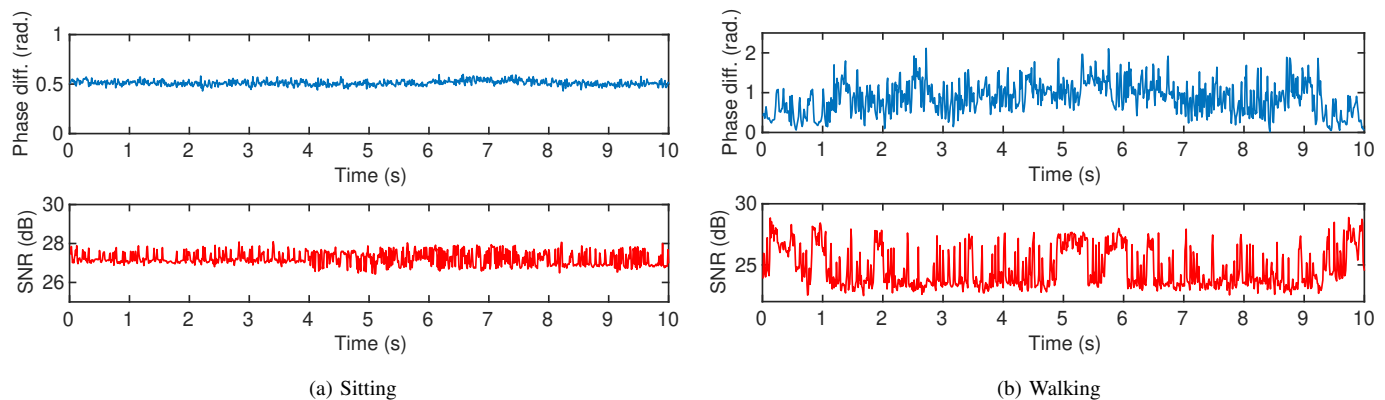 Phase diff. (rad.)
1
0.5
0
0 1 2 3 4 5 6 7 8 9 10
Time (s)
SNR (dB)
30
28
26
0 1 2 3 4 5 6 7 8 9 10
Time (s)
(a) Sitting
Phase diff. (rad.)
2
1
0
0 1 2 3 4 5 6 7 8 9 10
Time (s)
SNR (dB)
30
25
0 1 2 3 4 5 6 7 8 9 10
Time (s)
(b) Walking